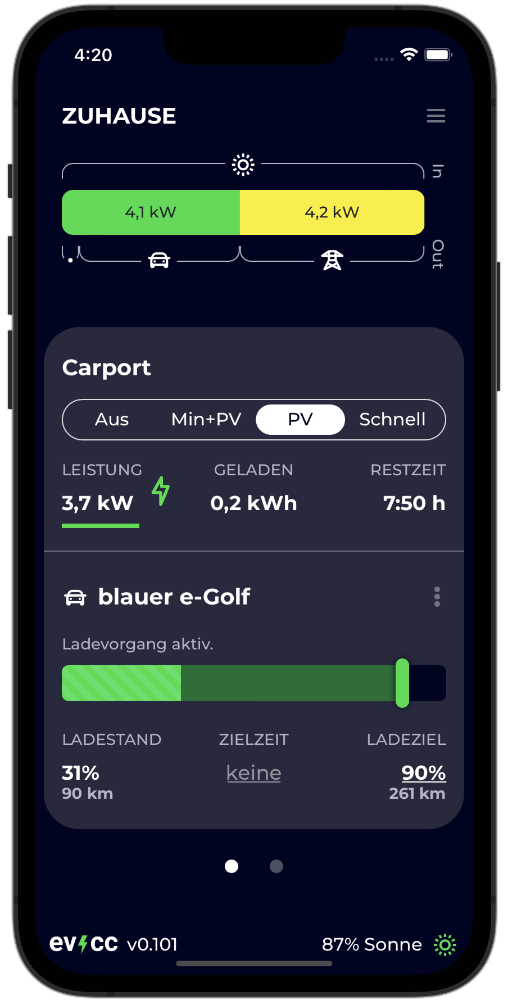 4:20
ZUHAUSE
In
4,1 kW 4,2 kW
Out
Carport
Aus Min+PV PV Schnell
LEISTUNG GELADEN RESTZEIT
3,7 kW 0,2 kWh 7:50 h
blauer e-Golf
Ladevorgang aktiv.
LADESTAND ZIELZEIT LADEZIEL
31% keine 90%
90 km 261 km
evcc v0.101 87% Sonne